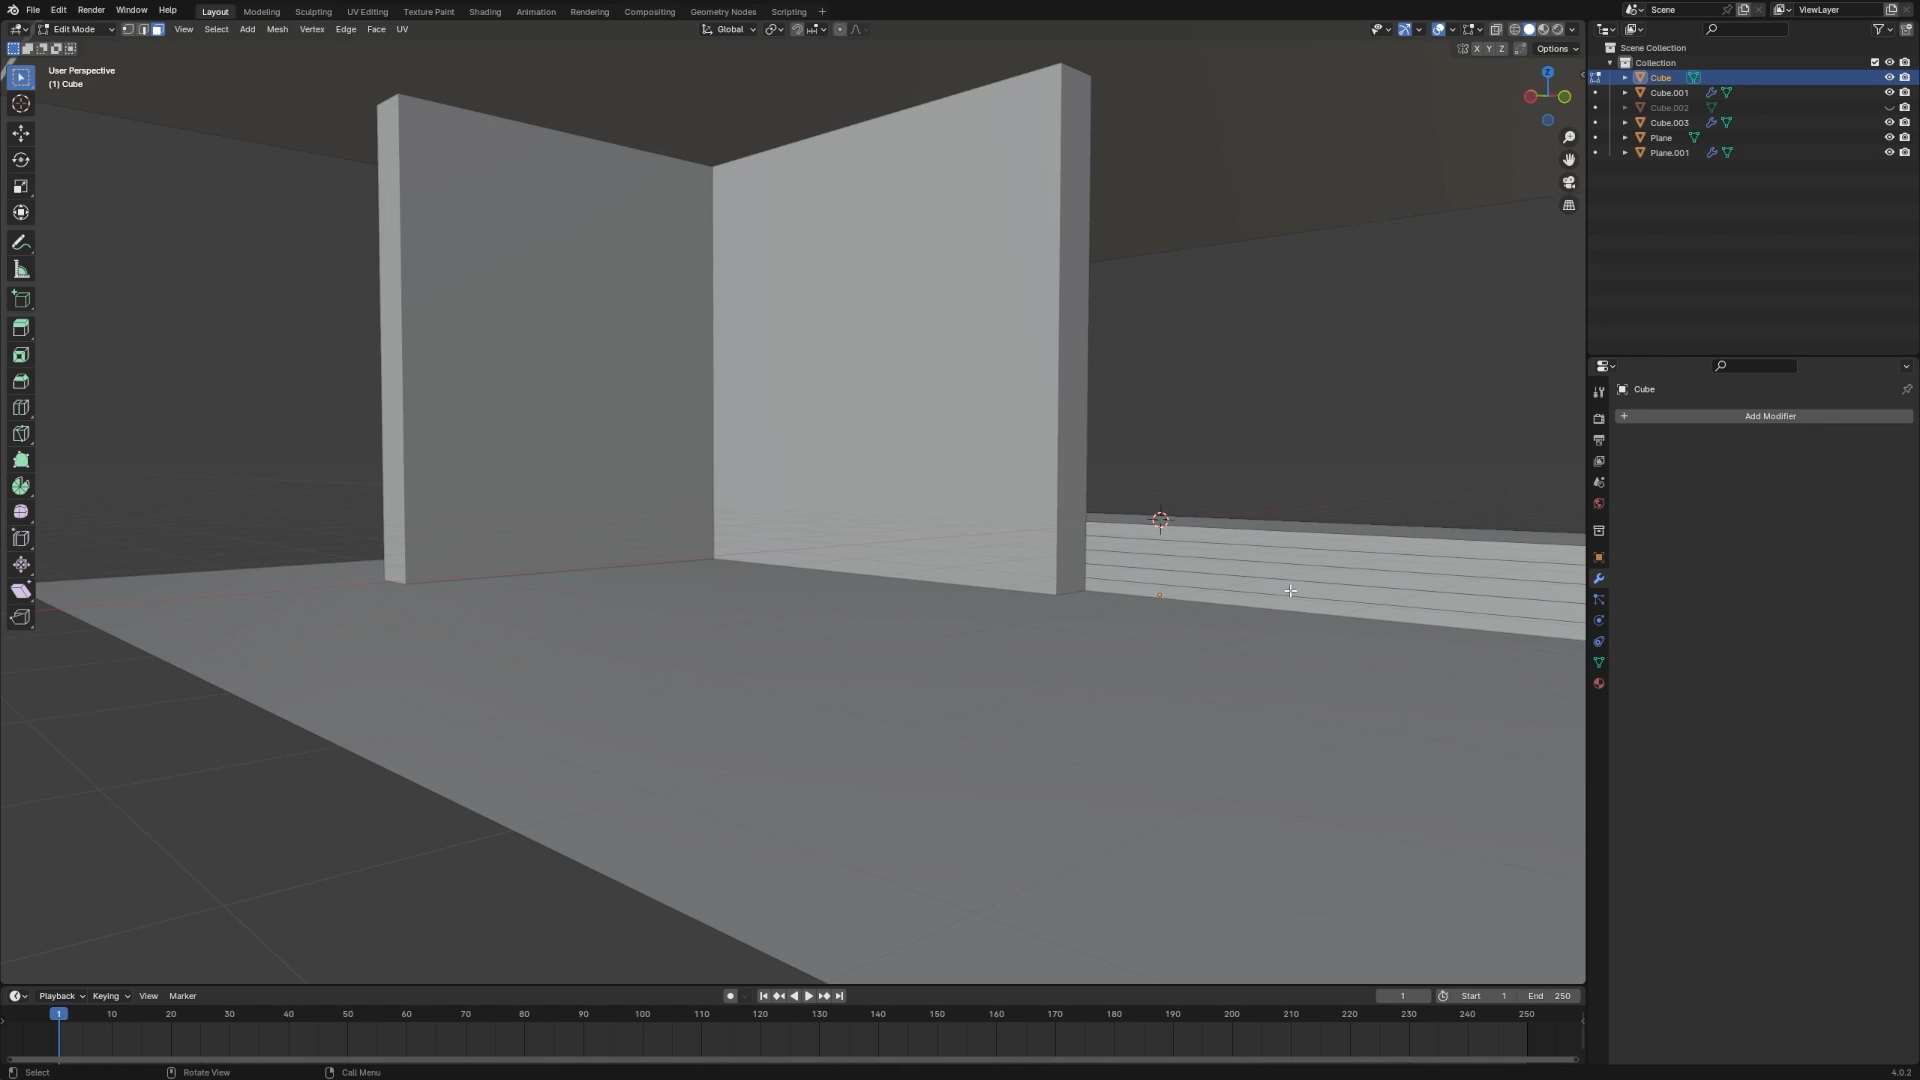 File Edit Render Window Help Layout Modeling Sculpting UV Editing Texture Paint Shading Animation Rendering Compositing Geometry Nodes Scripting + Scene ViewLayer
Edit Mode View Select Add Mesh Vertex Edge Face UV Global
X Y Z Options
User Perspective
(1) Cube
Z
Scene Collection
Collection
Cube
Cube.001
Cube.002
Cube.003
Plane
Plane.001
Cube
+ Add Modifier
Playback Keying View Marker 1 Start 1 End 250
1 10 20 30 40 50 60 70 80 90 100 110 120 130 140 150 160 170 180 190 200 210 220 230 240 250
Select Rotate View Call Menu 4.0.2